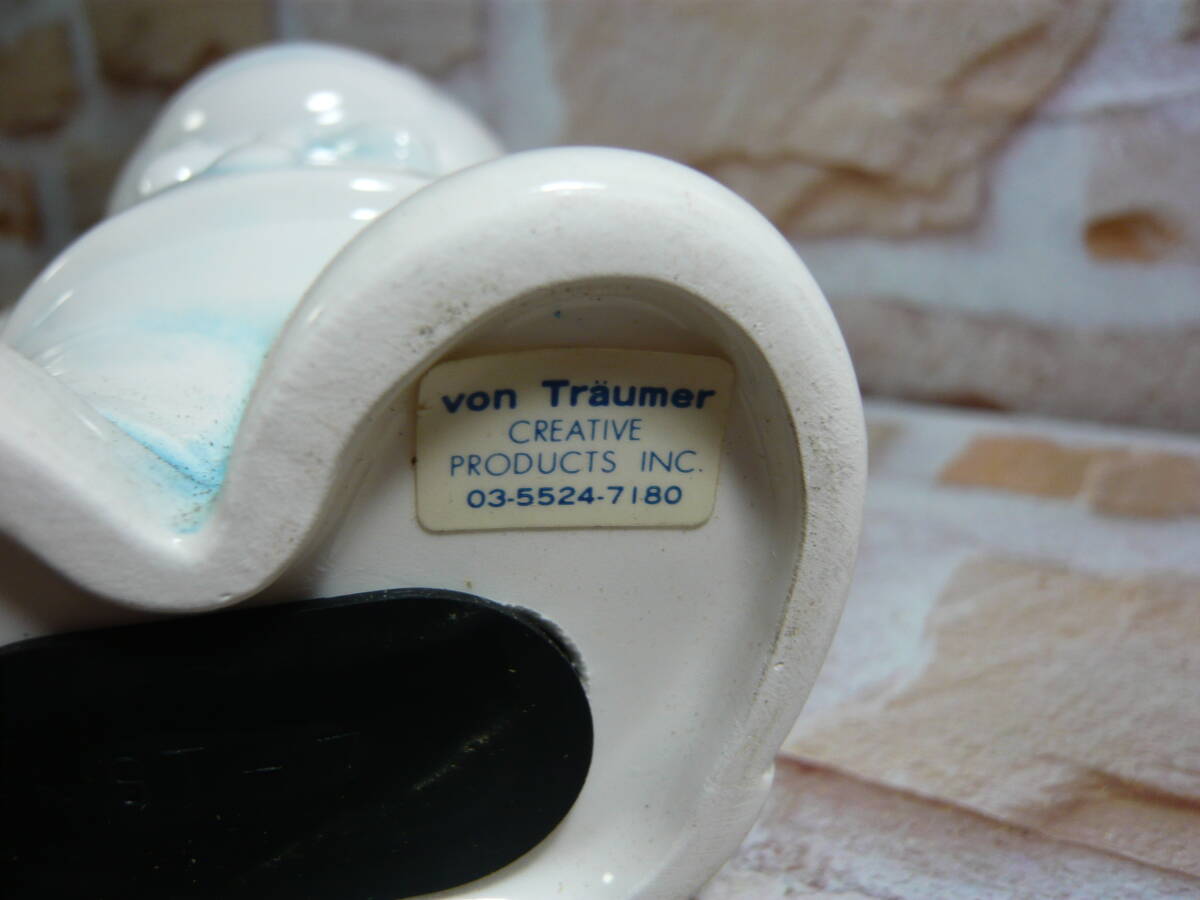 von Träumer
CREATIVE
PRODUCTS INC.
03-5524-7180